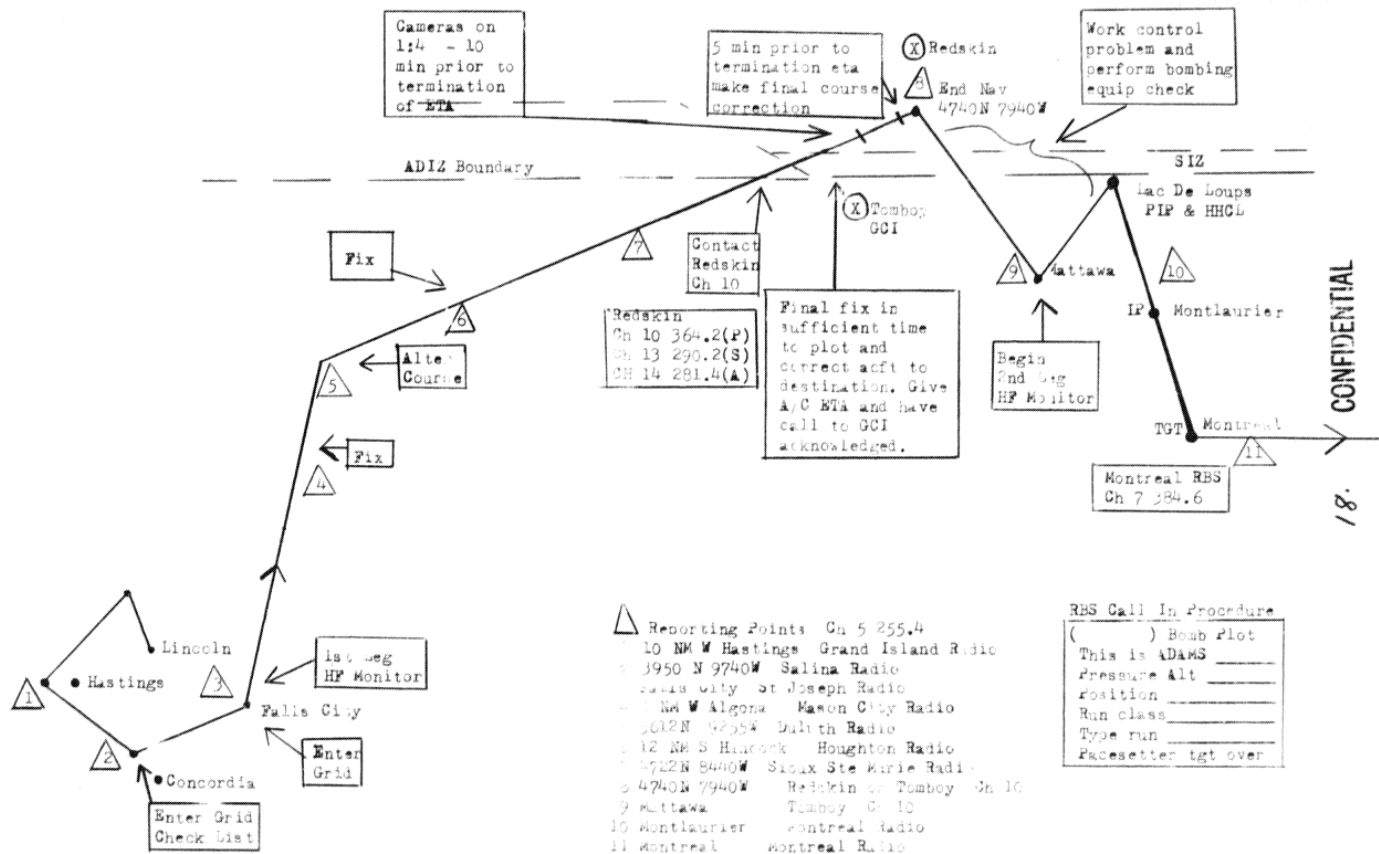 Cameras on
1:4 - 10
min prior to
termination
of ETA
5 min prior to
termination eta
make final course
correction
X Redskin
8
End Nav
4740N 7940W
Work control
problem and
perform bombing
equip check
ADIZ Boundary
SIZ
Lac De Loups
PIP & HHCL
X Tomboy
GCI
Fix
7
Contact
Redskin
Ch 10
9
Mattawa
10
6
IP Montlaurier
Redskin
Ch 10 364.2(P)
Ch 13 290.2(S)
CH 14 281.4(A)
Final fix in
sufficient time
to plot and
correct acft to
destination. Give
A/C ETA and have
call to GCI
acknowledged.
Begin
2nd Leg
HF Monitor
Alter
Course
5
TGT Montreal
11
Fix
4
Montreal RBS
Ch 7 384.6
CONFIDENTIAL
18.
Lincoln
1
Hastings
3
1st Leg
HF Monitor
Falls City
2
Enter
Grid
Concordia
Enter Grid
Check List
Reporting Points Ch 5 255.4
10 NM W Hastings Grand Island Radio
3950 N 9740W Salina Radio
Falls City St Joseph Radio
NM W Algona Mason City Radio
Duluth Radio
12 NM S Hancock Houghton Radio
4722N 8440W Sioux Ste Marie Radio
8 4740N 7940W Redskin or Tomboy Ch 10
9 Mattawa Tomboy Ch 10
10 Montlaurier Montreal Radio
11 Montreal Montreal Radio
RBS Call In Procedure
( ) Bomb Plot
This is ADAMS
Pressure Alt
Position
Run class
Type run
Pacesetter tgt over